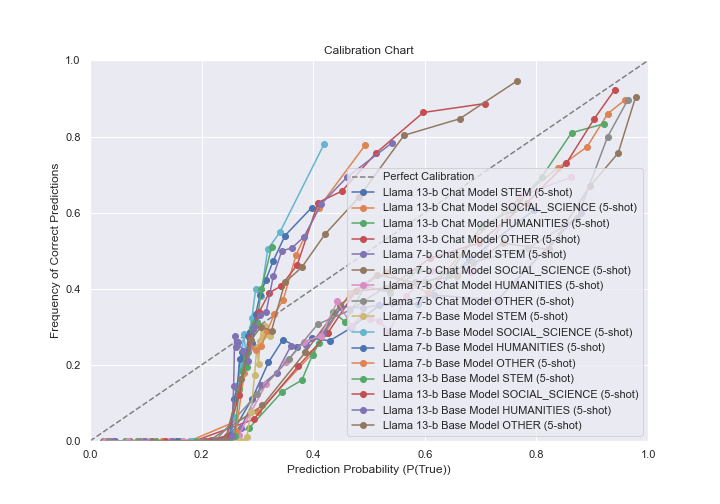 Calibration Chart
1.0
0.8
0.6
0.4
0.2
0.0
Frequency of Correct Predictions
Perfect Calibration
Llama 13-b Chat Model STEM (5-shot)
Llama 13-b Chat Model SOCIAL_SCIENCE (5-shot)
Llama 13-b Chat Model HUMANITIES (5-shot)
Llama 13-b Chat Model OTHER (5-shot)
Llama 7-b Chat Model STEM (5-shot)
Llama 7-b Chat Model SOCIAL_SCIENCE (5-shot)
Llama 7-b Chat Model HUMANITIES (5-shot)
Llama 7-b Chat Model OTHER (5-shot)
Llama 7-b Base Model STEM (5-shot)
Llama 7-b Base Model SOCIAL_SCIENCE (5-shot)
Llama 7-b Base Model HUMANITIES (5-shot)
Llama 7-b Base Model OTHER (5-shot)
Llama 13-b Base Model STEM (5-shot)
Llama 13-b Base Model SOCIAL_SCIENCE (5-shot)
Llama 13-b Base Model HUMANITIES (5-shot)
Llama 13-b Base Model OTHER (5-shot)
0.0 0.2 0.4 0.6 0.8 1.0
Prediction Probability (P(True))